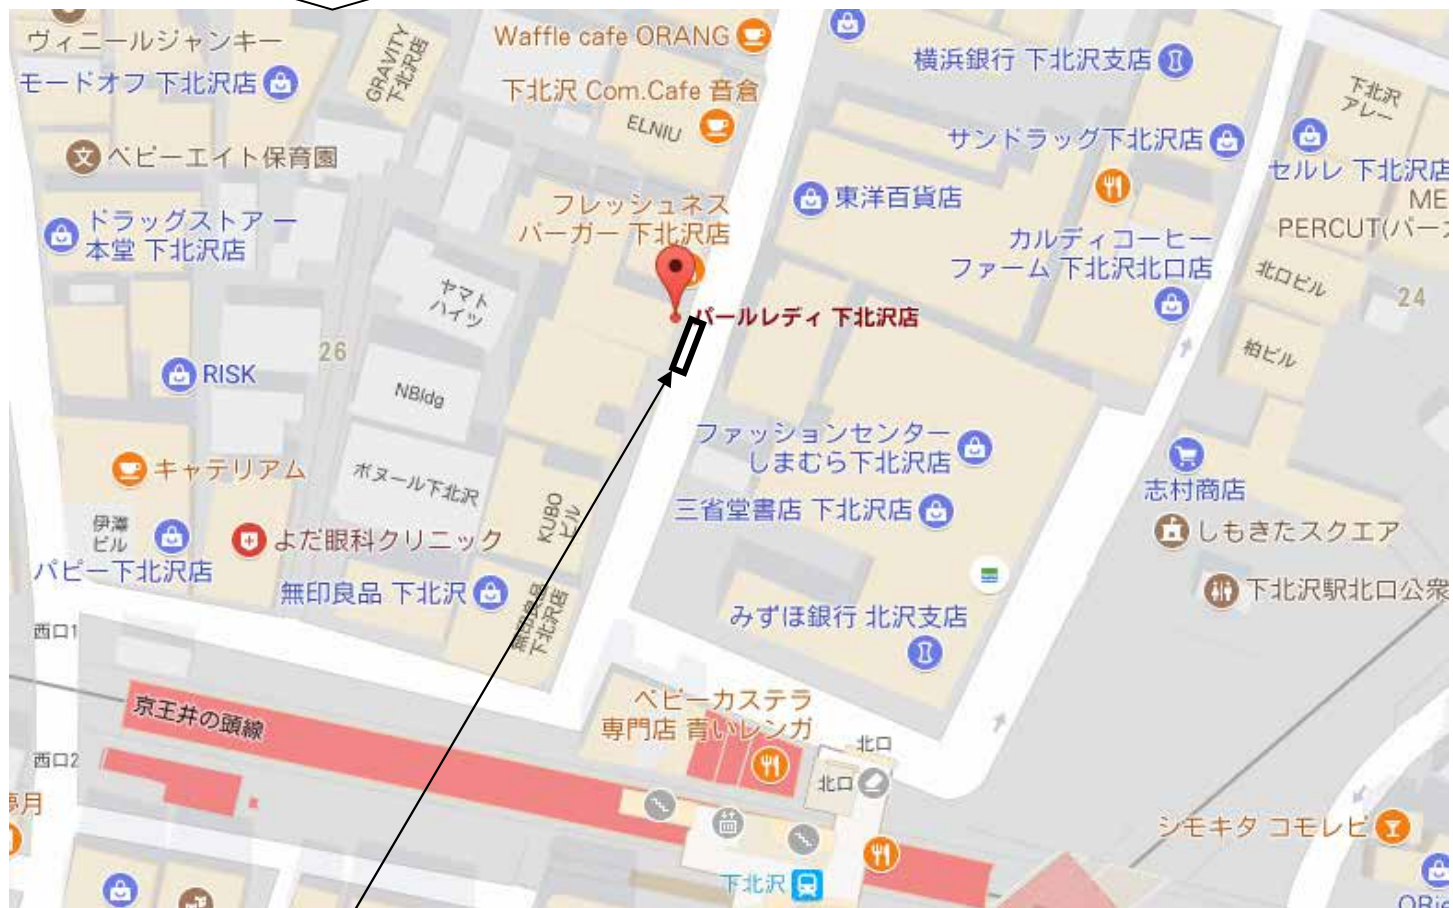 ヴィニールジャンキー
モードオフ 下北沢店
GRAVITY
下北沢店
Waffle cafe ORANG
下北沢 Com.Cafe 音倉
ELNIU
横浜銀行 下北沢支店
下北沢
アレー
サンドラッグ下北沢店
セルレ 下北沢店
ME
PERCUT(パーカ
ベビーエイト保育園
ドラッグストア 一
本堂 下北沢店
フレッシュネス
バーガー 下北沢店
東洋百貨店
カルディコーヒー
ファーム 下北沢北口店
北口ビル
24
ヤマト
ハイツ
パールレディ 下北沢店
柏ビル
26
RISK
NBldg
ファッションセンター
しまむら下北沢店
キャテリアム
ボヌール下北沢
志村商店
三省堂書店 下北沢店
KUBO
ビル
伊澤
ビル
パピー下北沢店
よだ眼科クリニック
しもきたスクエア
無印良品 下北沢
無印良品
下北沢店
下北沢駅北口公衆
みずほ銀行 北沢支店
西口1
京王井の頭線
ベビーカステラ
専門店 青いレンガ
北口
西口2
北口
夢月
シモキタ コモレビ
下北沢